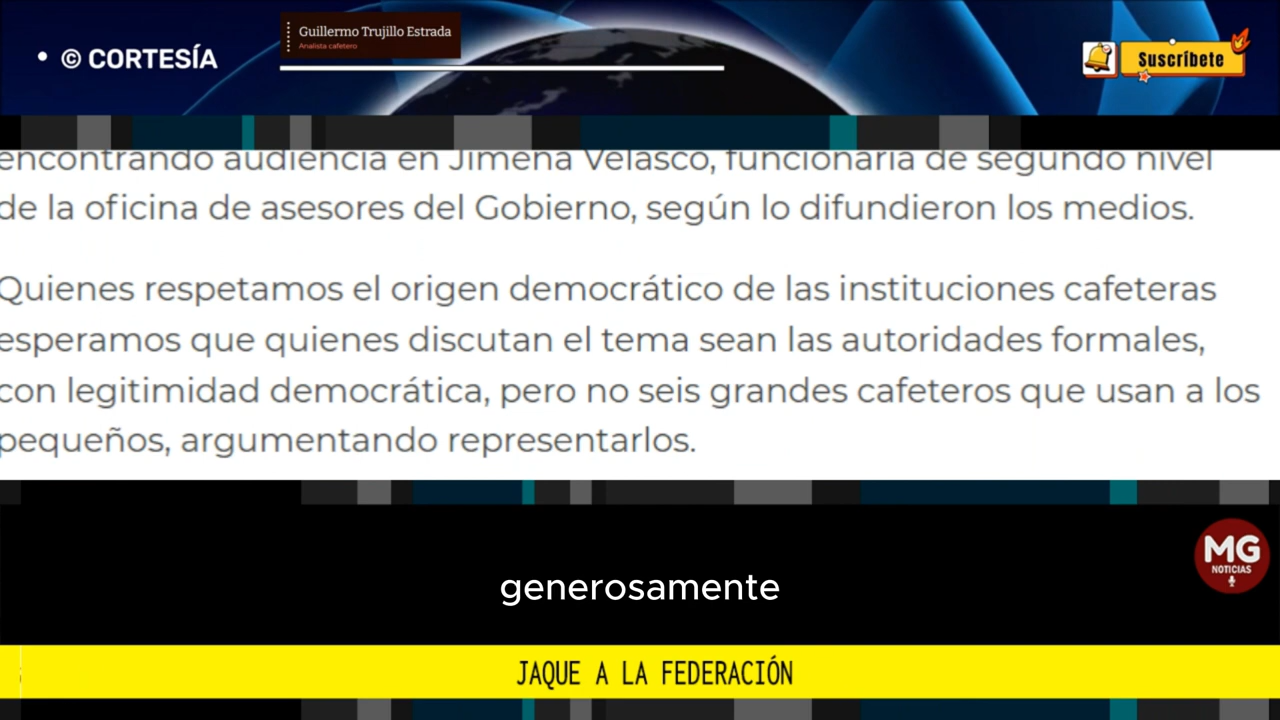 • © CORTESÍA
Guillermo Trujillo Estrada
Analista cafetero
Suscríbete
encontrando audiencia en Jimena Velasco, funcionaria de segundo nivel
de la oficina de asesores del Gobierno, según lo difundieron los medios.
Quienes respetamos el origen democrático de las instituciones cafeteras
esperamos que quienes discutan el tema sean las autoridades formales,
con legitimidad democrática, pero no seis grandes cafeteros que usan a los
pequeños, argumentando representarlos.
MG
NOTICIAS
generosamente
JAQUE A LA FEDERACIÓN